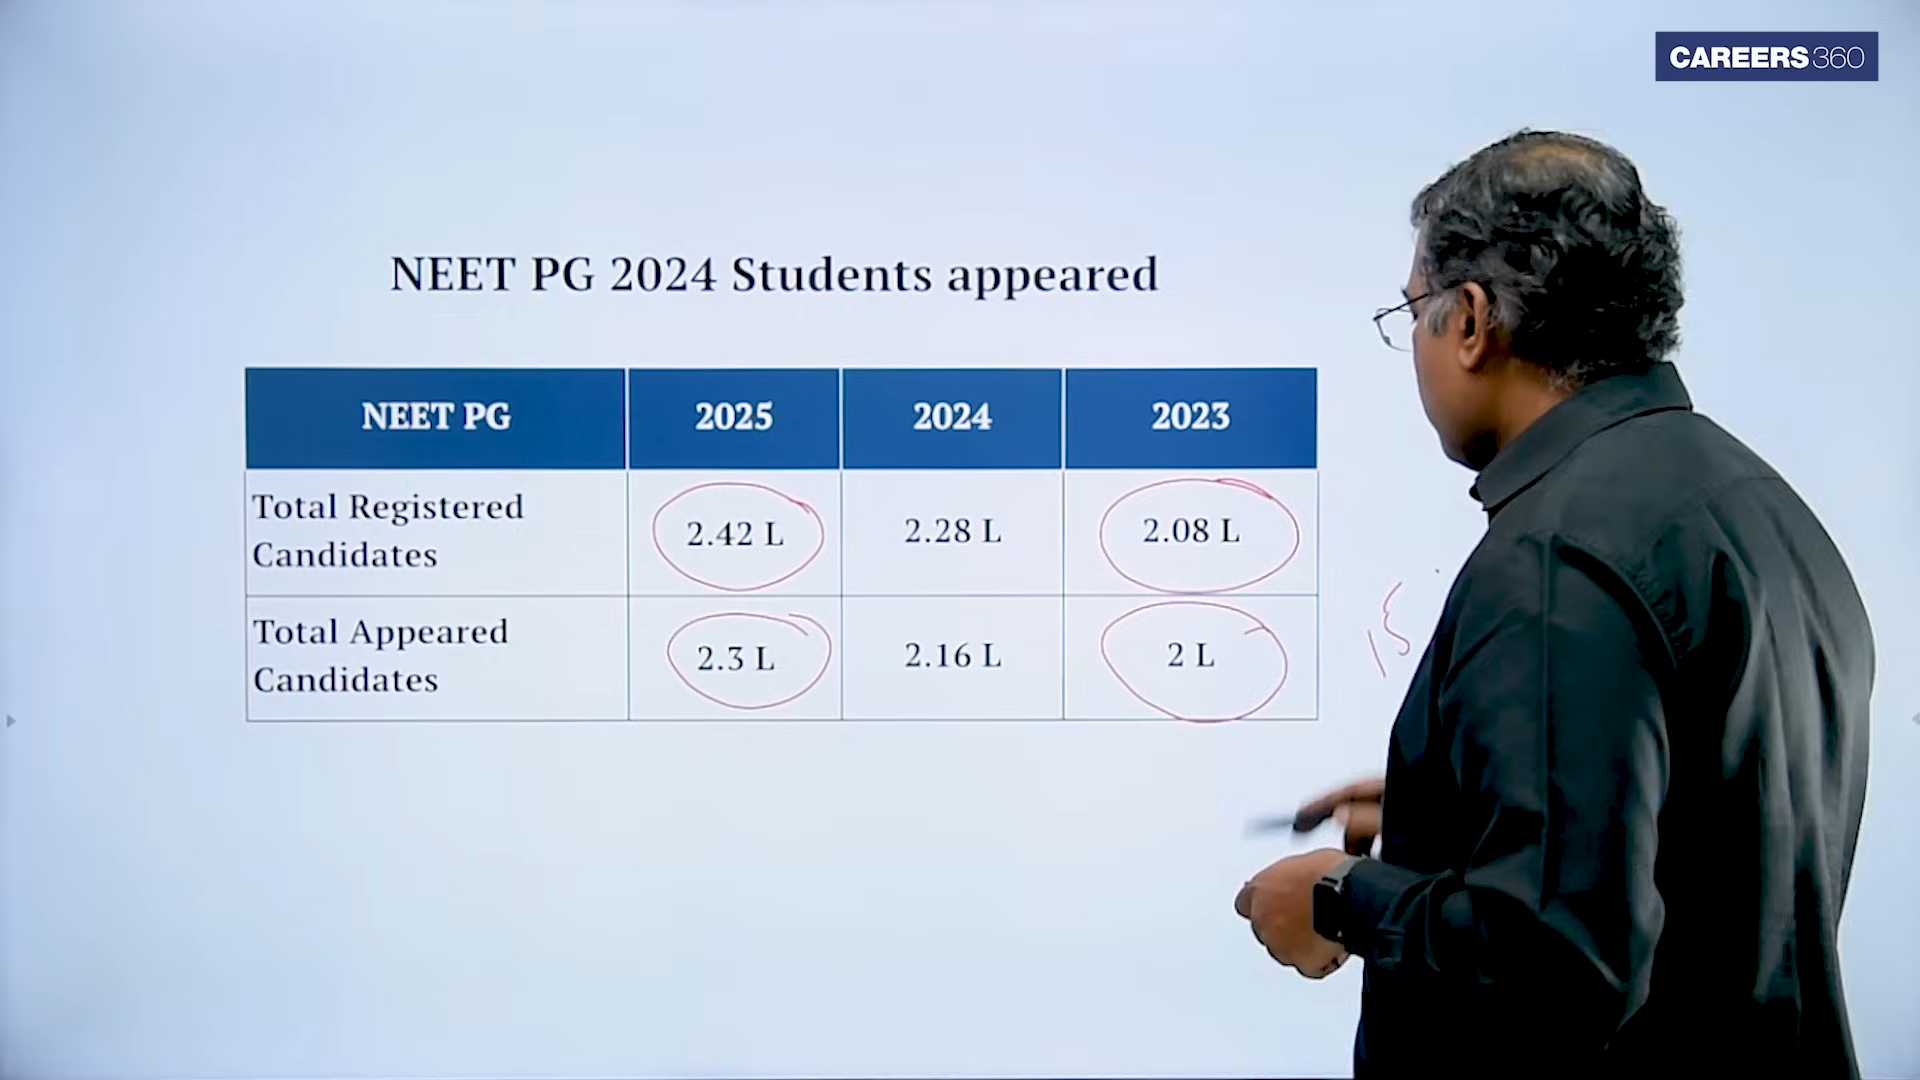 CAREERS360
NEET PG 2024 Students appeared
NEET PG 2025 2024 2023
Total Registered Candidates 2.42 L 2.28 L 2.08 L
Total Appeared Candidates 2.3 L 2.16 L 2 L
15